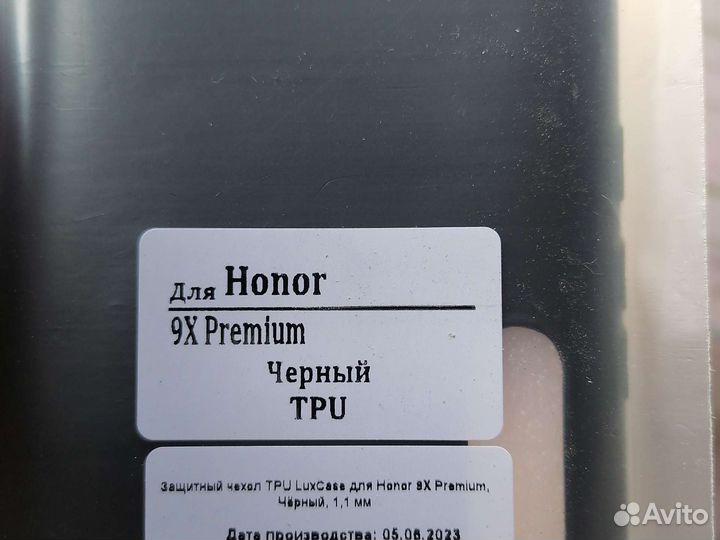 Для Honor
9X Premium
Черный
TPU
Защитный чехол TPU LuxCase для Honor 9X Premium,
Чёрный, 1,1 мм
Дата производства: 05.06.2023
Avito